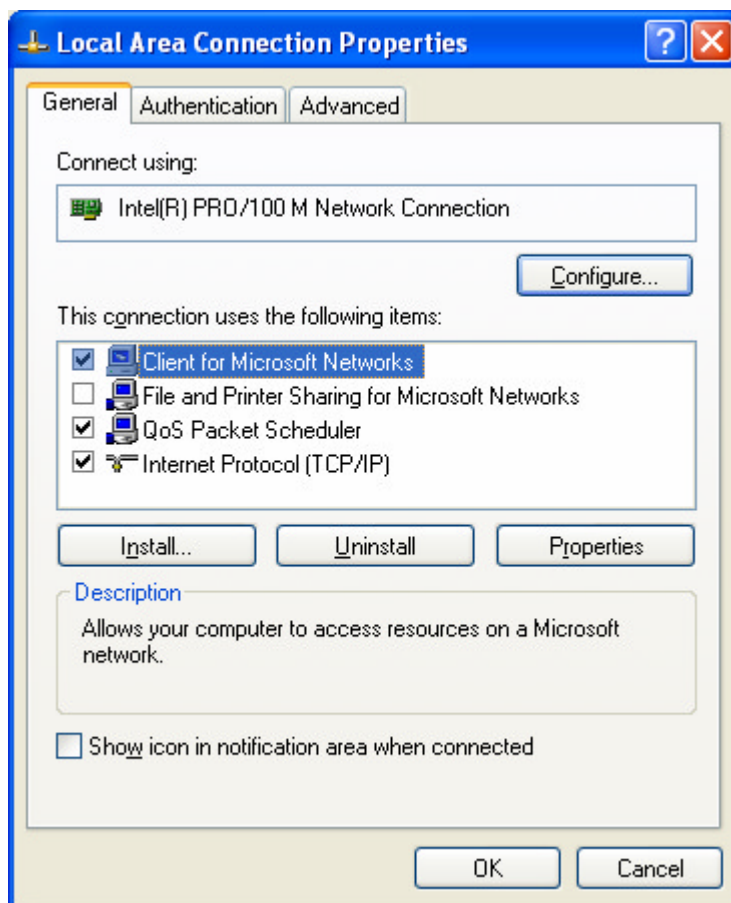 Local Area Connection Properties
?
General Authentication Advanced
Connect using:
Intel(R) PRO/100 M Network Connection
Configure...
This connection uses the following items:
Client for Microsoft Networks
File and Printer Sharing for Microsoft Networks
QoS Packet Scheduler
Internet Protocol (TCP/IP)
Install... Uninstall Properties
Description
Allows your computer to access resources on a Microsoft
network.
Show icon in notification area when connected
OK Cancel